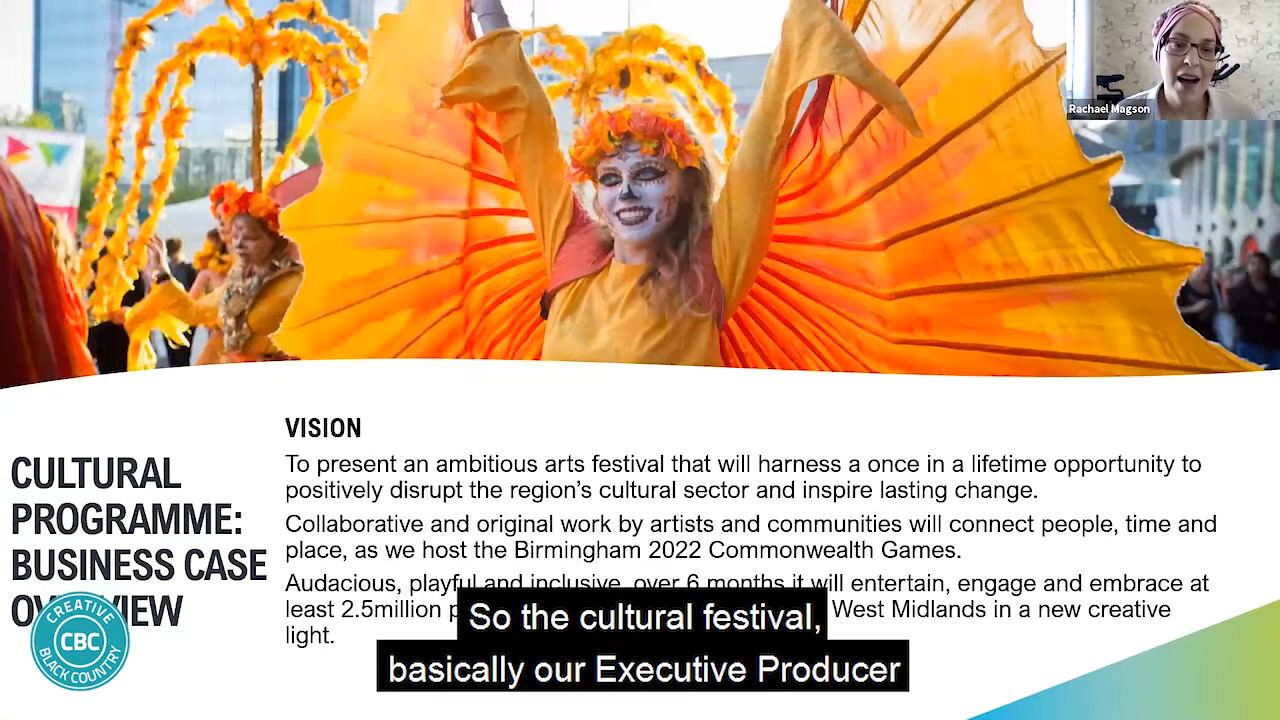 Rachael Magson
VISION
To present an ambitious arts festival that will harness a once in a lifetime opportunity to
positively disrupt the region's cultural sector and inspire lasting change.
Collaborative and original work by artists and communities will connect people, time and
place, as we host the Birmingham 2022 Commonwealth Games.
Audacious, playful and inclusive, over 6 months it will entertain, engage and embrace at
least 2.5million West Midlands in a new creative
light.
CULTURAL
PROGRAMME:
BUSINESS CASE
CREATIVE
CBC
BLACK COUNTRY
So the cultural festival,
basically our Executive Producer